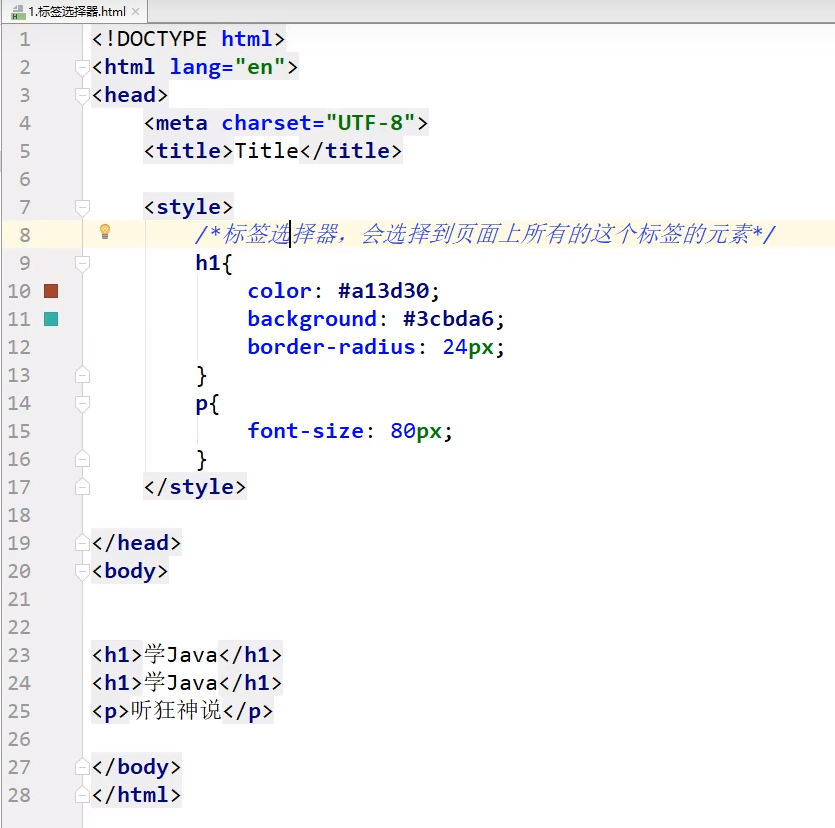 1.标签选择器.html
1 <!DOCTYPE html>
2 <html lang="en">
3 <head>
4     <meta charset="UTF-8">
5     <title>Title</title>
6
7     <style>
8         /*标签选择器，会选择到页面上所有的这个标签的元素*/
9         h1{
10             color: #a13d30;
11             background: #3cbda6;
12             border-radius: 24px;
13         }
14         p{
15             font-size: 80px;
16         }
17     </style>
18
19 </head>
20 <body>
21
22
23 <h1>学Java</h1>
24 <h1>学Java</h1>
25 <p>听狂神说</p>
26
27 </body>
28 </html>